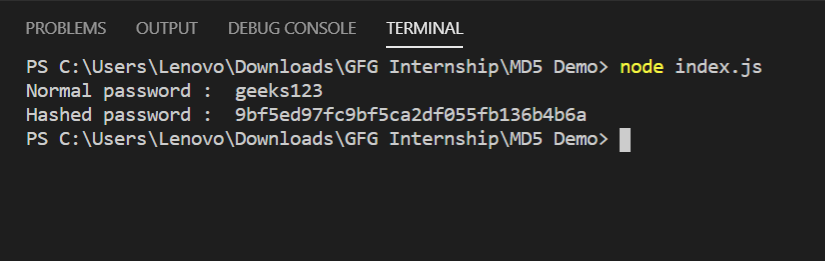 PROBLEMS OUTPUT DEBUG CONSOLE TERMINAL
PS C:\Users\Lenovo\Downloads\GFG Internship\MD5 Demo> node index.js
Normal password :  geeks123
Hashed password :  9bf5ed97fc9bf5ca2df055fb136b4b6a
PS C:\Users\Lenovo\Downloads\GFG Internship\MD5 Demo>